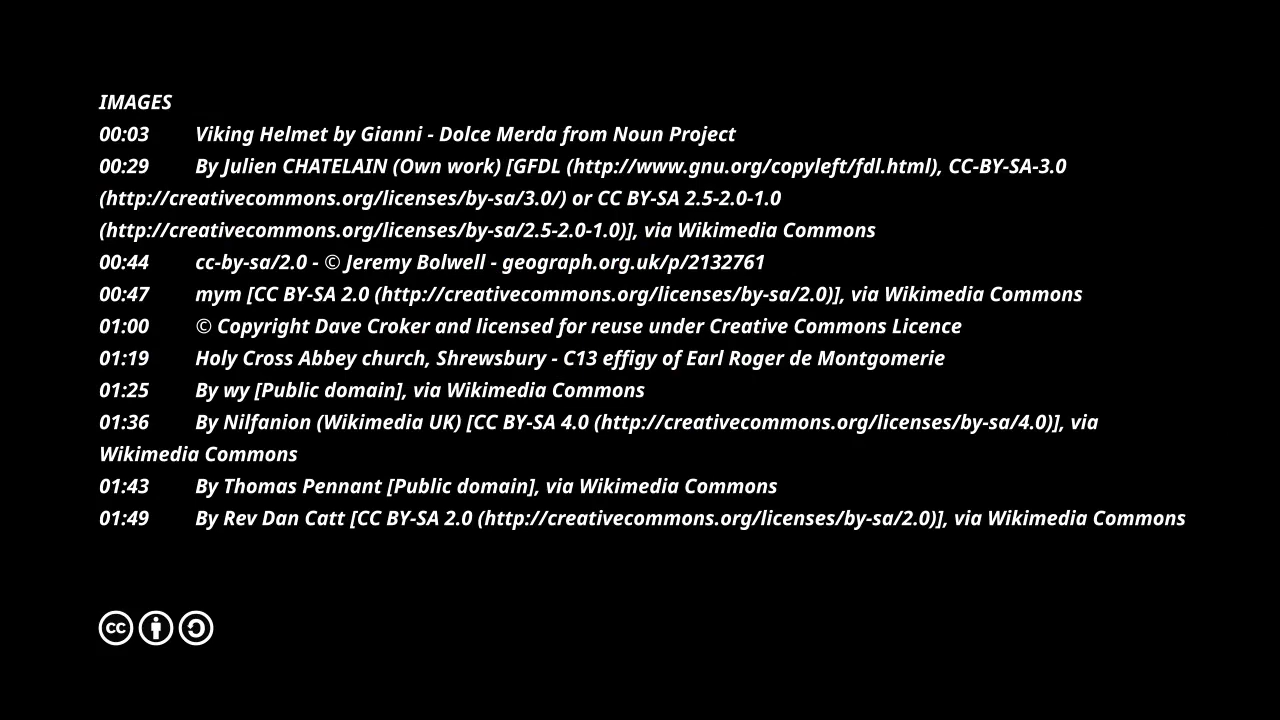 IMAGES
00:03 Viking Helmet by Gianni - Dolce Merda from Noun Project
00:29 By Julien CHATELAIN (Own work) [GFDL (http://www.gnu.org/copyleft/fdl.html), CC-BY-SA-3.0
(http://creativecommons.org/licenses/by-sa/3.0/) or CC BY-SA 2.5-2.0-1.0
(http://creativecommons.org/licenses/by-sa/2.5-2.0-1.0)], via Wikimedia Commons
00:44 cc-by-sa/2.0 - © Jeremy Bolwell - geograph.org.uk/p/2132761
00:47 mym [CC BY-SA 2.0 (http://creativecommons.org/licenses/by-sa/2.0)], via Wikimedia Commons
01:00 © Copyright Dave Croker and licensed for reuse under Creative Commons Licence
01:19 Holy Cross Abbey church, Shrewsbury - C13 effigy of Earl Roger de Montgomerie
01:25 By wy [Public domain], via Wikimedia Commons
01:36 By Nilfanion (Wikimedia UK) [CC BY-SA 4.0 (http://creativecommons.org/licenses/by-sa/4.0)], via
Wikimedia Commons
01:43 By Thomas Pennant [Public domain], via Wikimedia Commons
01:49 By Rev Dan Catt [CC BY-SA 2.0 (http://creativecommons.org/licenses/by-sa/2.0)], via Wikimedia Commons
cc